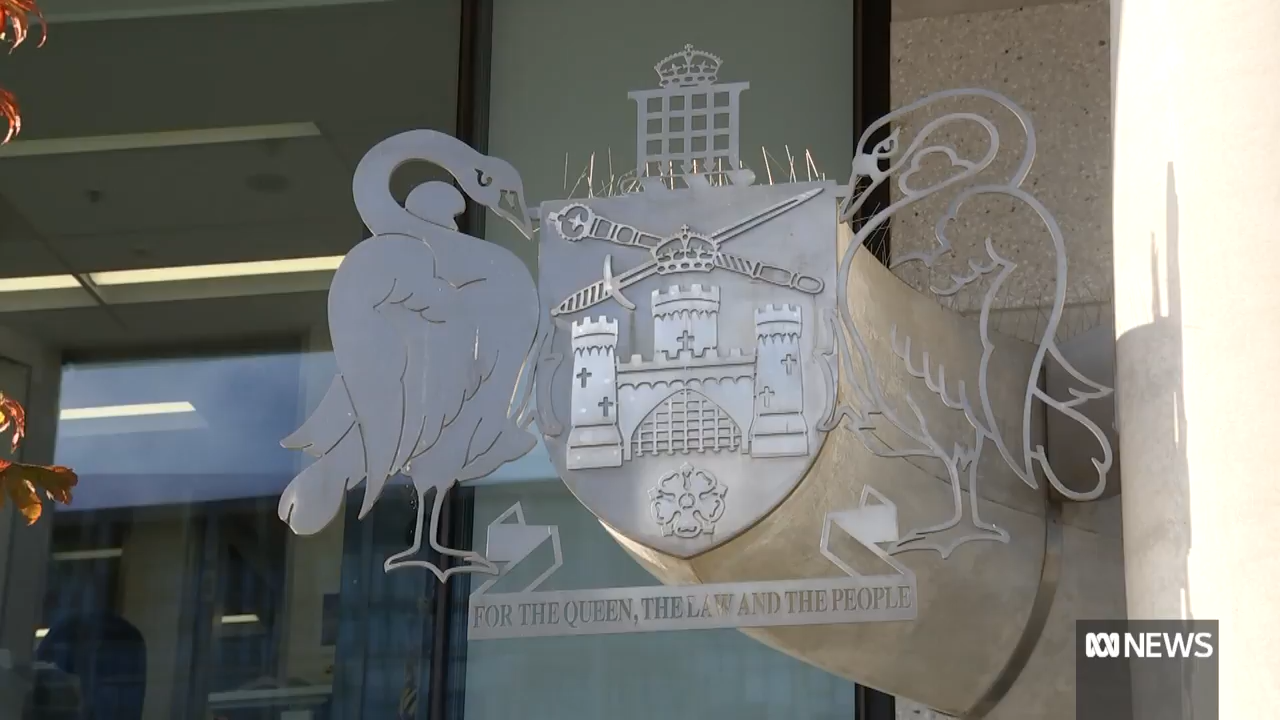 FOR THE QUEEN, THE LAW AND THE PEOPLE
NEWS